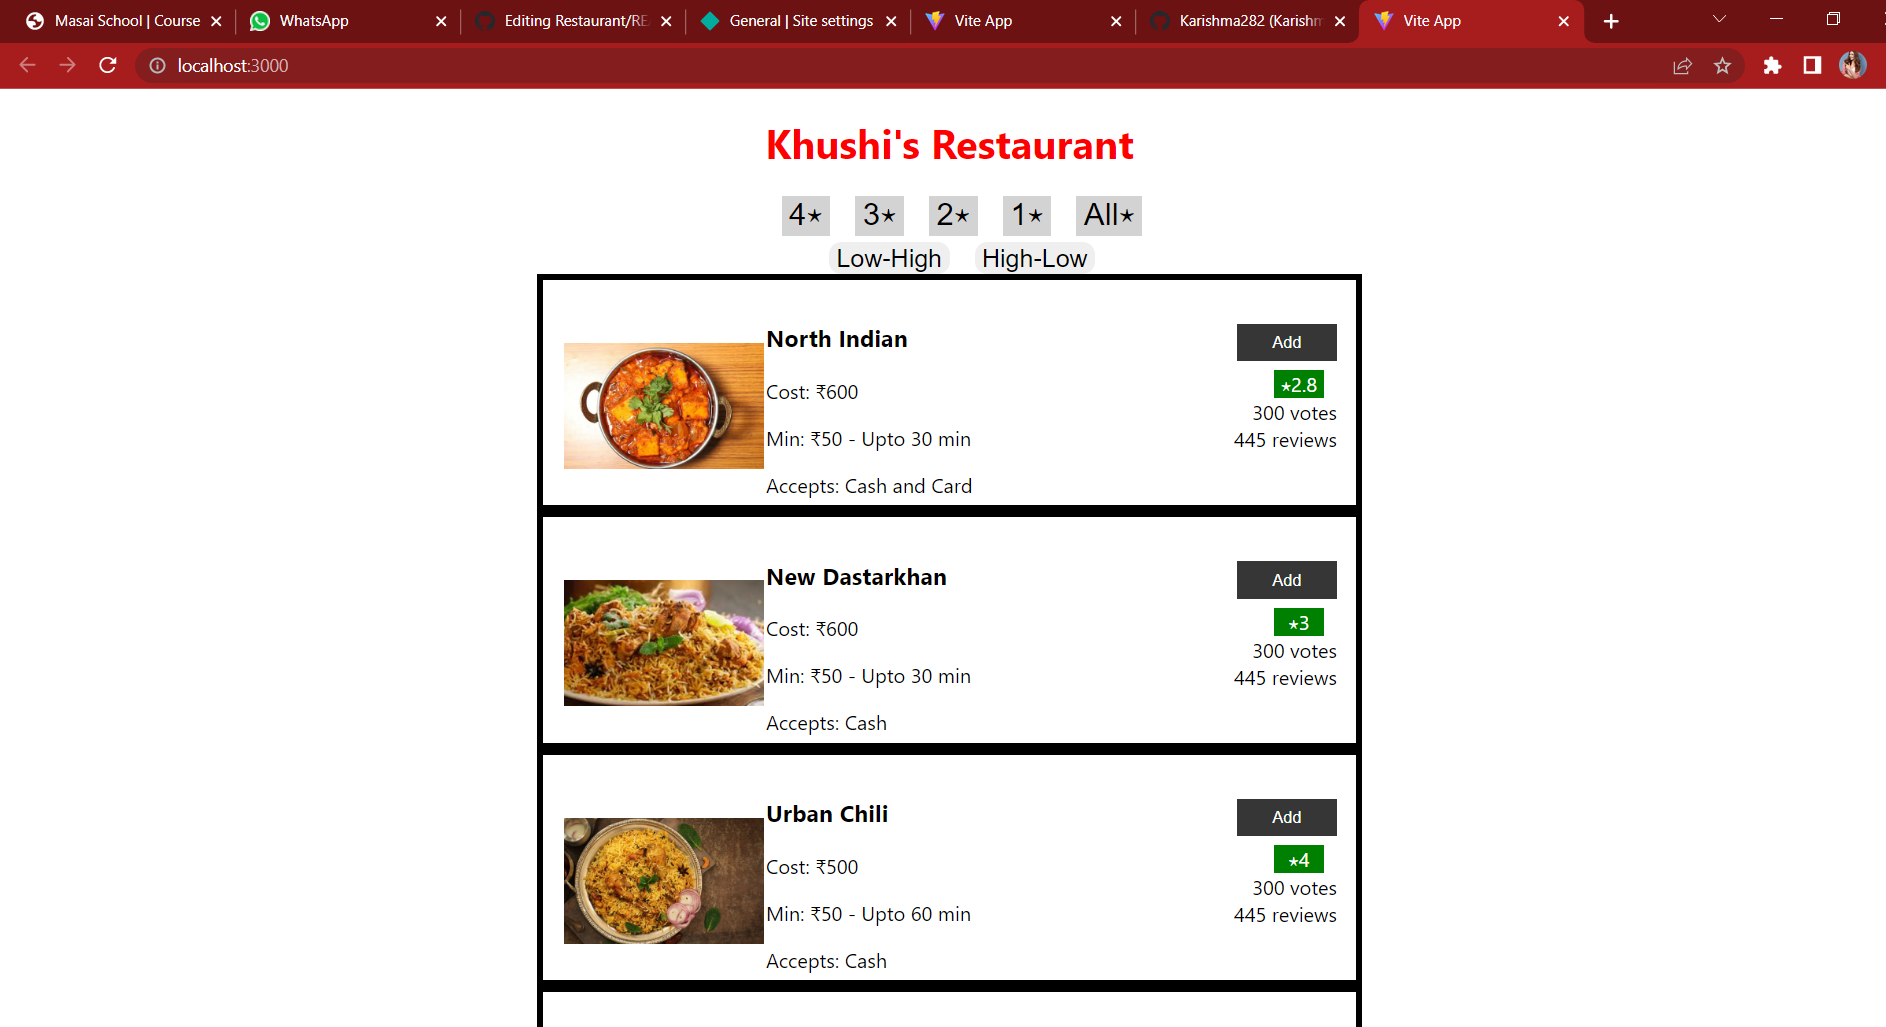 Masai School | Course
WhatsApp
Editing Restaurant/RE
General | Site settings
Vite App
Karishma282 (Karishm
Vite App
localhost:3000
Khushi's Restaurant
4⭑ 3⭑ 2⭑ 1⭑ All⭑
Low-High High-Low
North Indian
Cost: ₹600
Min: ₹50 - Upto 30 min
Accepts: Cash and Card
Add
⭑2.8
300 votes
445 reviews
New Dastarkhan
Cost: ₹600
Min: ₹50 - Upto 30 min
Accepts: Cash
Add
⭑3
300 votes
445 reviews
Urban Chili
Cost: ₹500
Min: ₹50 - Upto 60 min
Accepts: Cash
Add
⭑4
300 votes
445 reviews